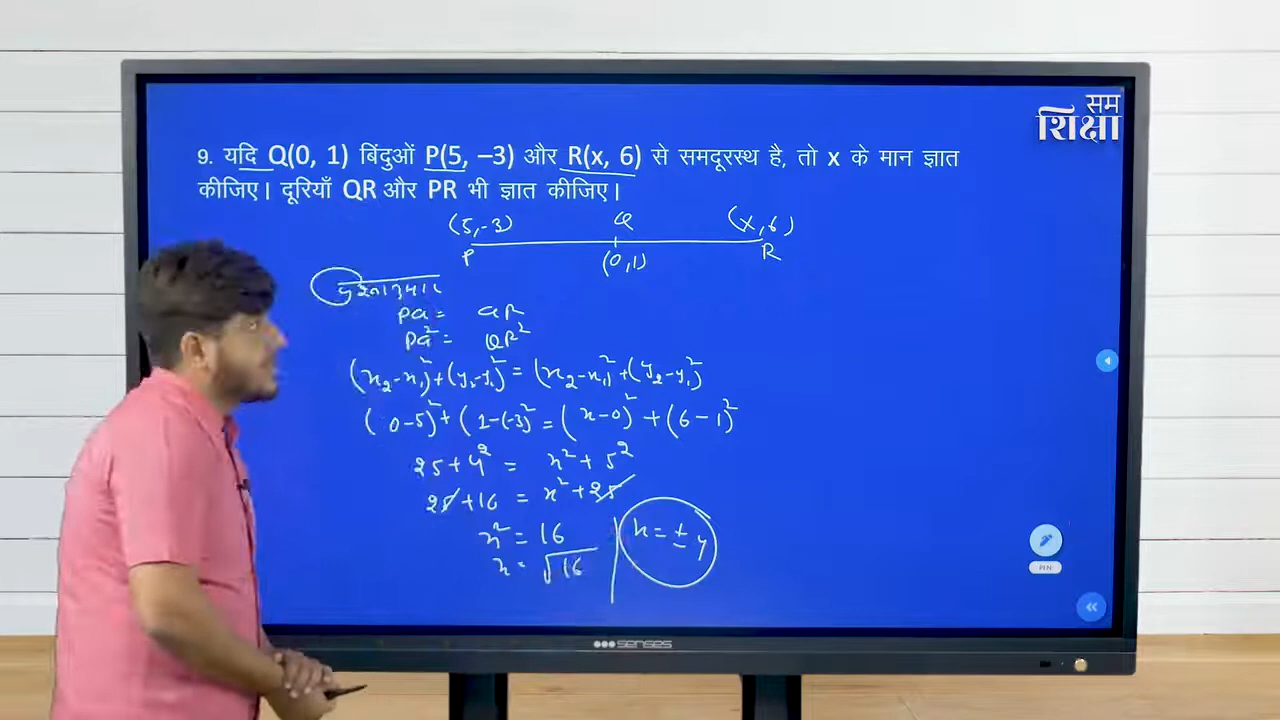 सम
शिक्षा
9. यदि Q(0, 1) बिंदुओं P(5, –3) और R(x, 6) से समदूरस्थ है, तो x के मान ज्ञात
कीजिए। दूरियाँ QR और PR भी ज्ञात कीजिए।
(5,-3) Q (x,6)
P (0,1) R
प्रश्नानुसार
PQ = QR
PQ² = QR²
(x₂-x₁)²+(y₂-y₁)² = (x₂-x₁)²+(y₂-y₁)²
(0-5)²+(1-(-3)² = (x-0)²+(6-1)²
25+4² = x²+5²
25+16 = x²+25
x² = 16
x = √16
x = ±4
PEN
senses